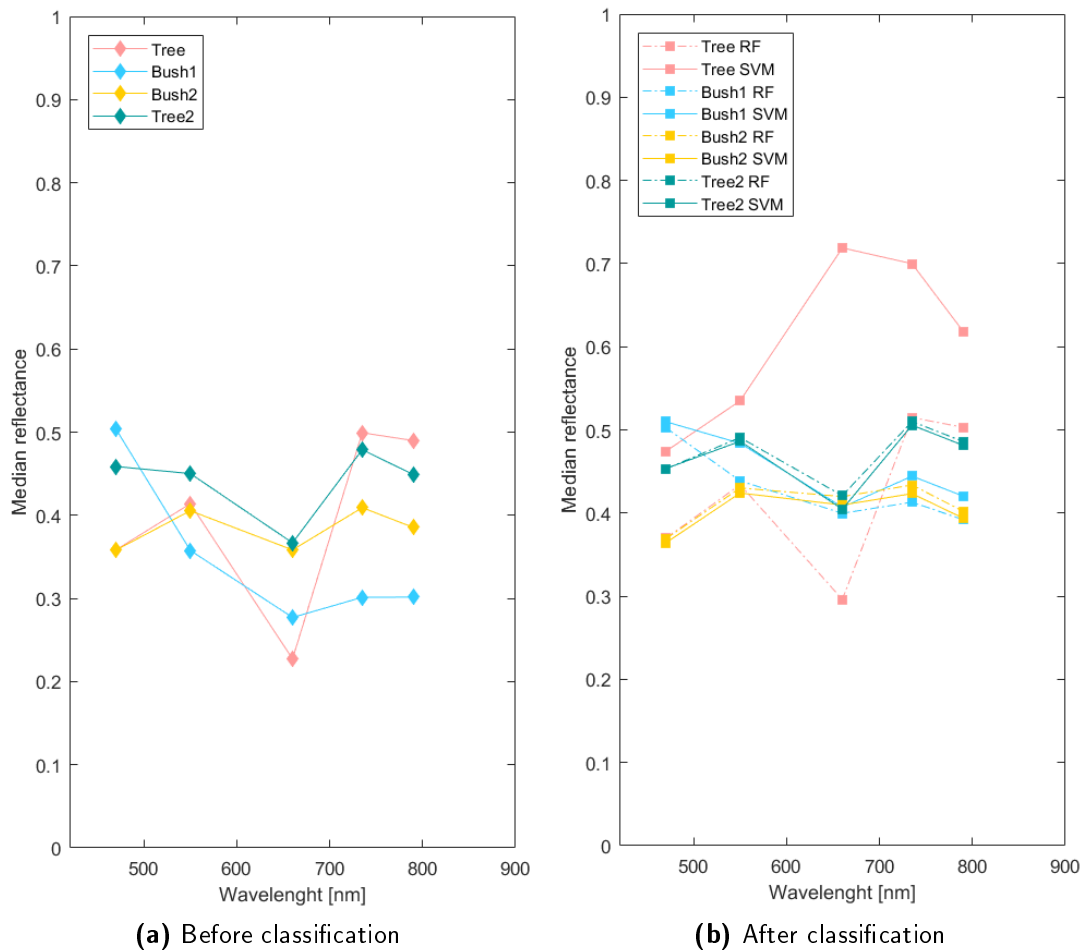 1
0.9
0.8
0.7
0.6
0.5
0.4
0.3
0.2
0.1
0
Median reflectance
Tree
Bush1
Bush2
Tree2
500 600 700 800 900
Wavelenght [nm]
(a) Before classification
1
0.9
0.8
0.7
0.6
0.5
0.4
0.3
0.2
0.1
0
Median reflectance
Tree RF
Tree SVM
Bush1 RF
Bush1 SVM
Bush2 RF
Bush2 SVM
Tree2 RF
Tree2 SVM
500 600 700 800 900
Wavelenght [nm]
(b) After classification